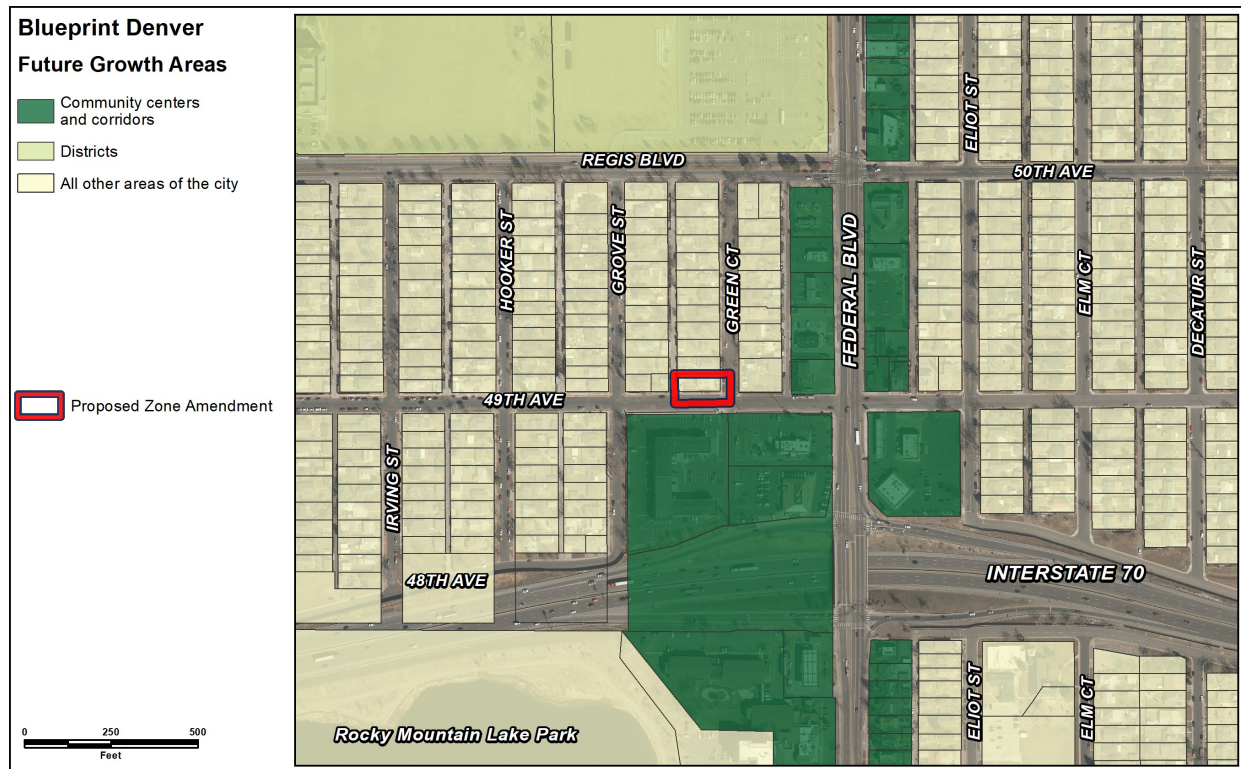 Blueprint Denver
Future Growth Areas
Community centers
and corridors
Districts
All other areas of the city
Proposed Zone Amendment
0 250 500
Feet
REGIS BLVD
50TH AVE
ELIOT ST
HOOKER ST
GROVE ST
GREEN CT
FEDERAL BLVD
ELM CT
DECATUR ST
49TH AVE
IRVING ST
48TH AVE
INTERSTATE 70
Rocky Mountain Lake Park
ELIOT ST
ELM CT